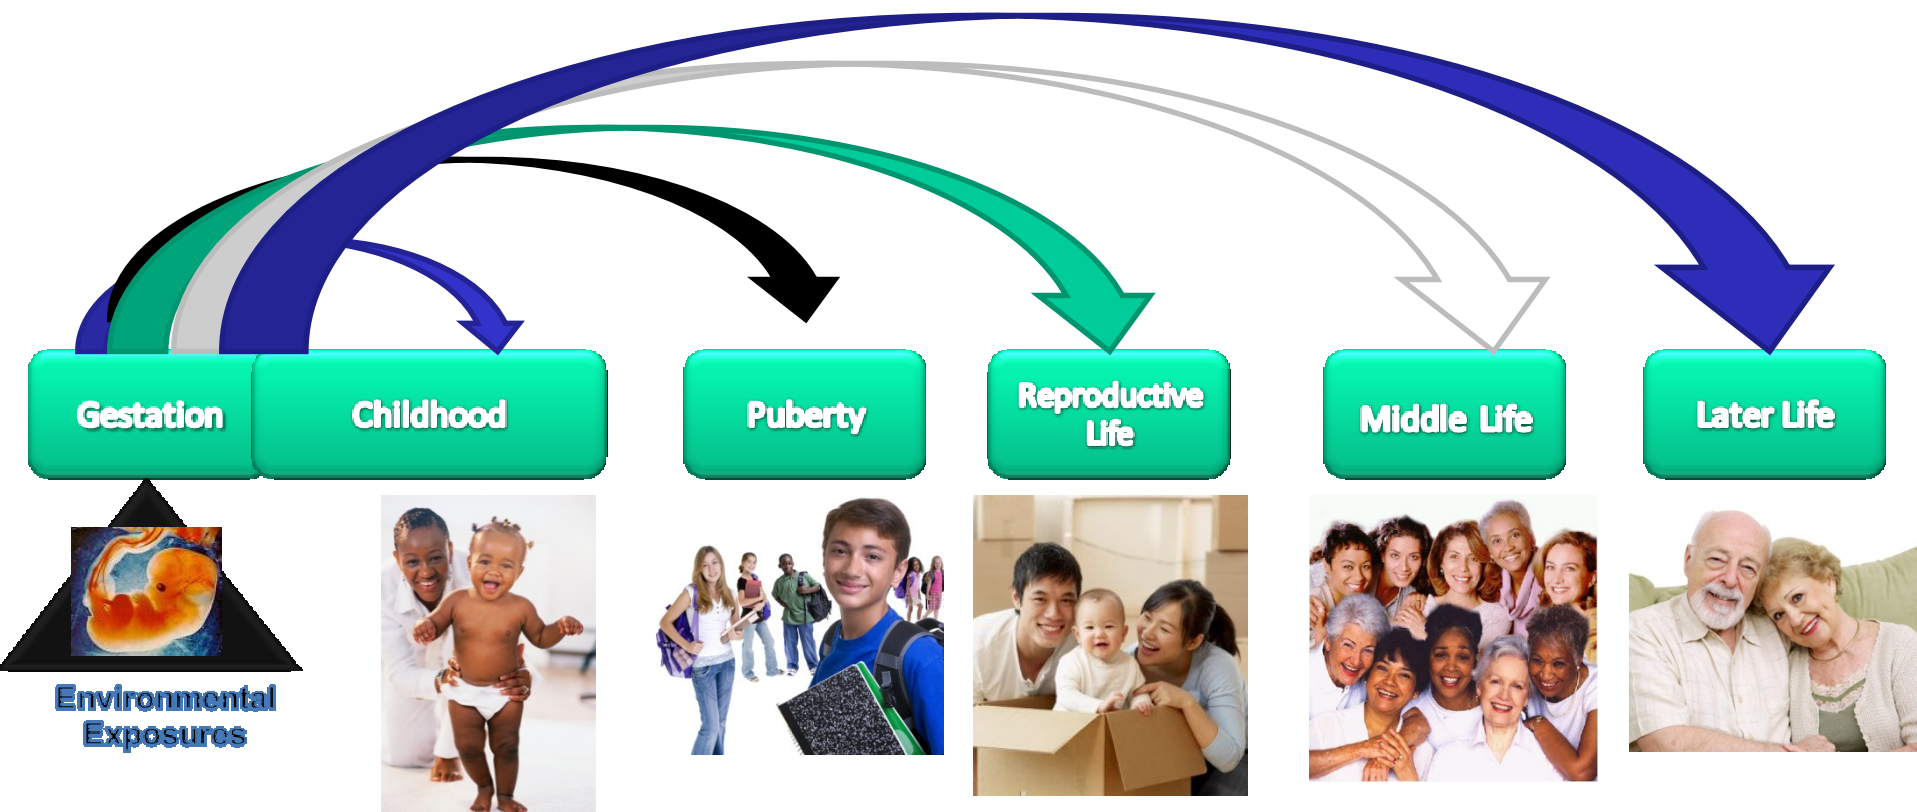 Gestation
Childhood
Puberty
Reproductive
Life
Middle Life
Later Life
Environmental
Exposures